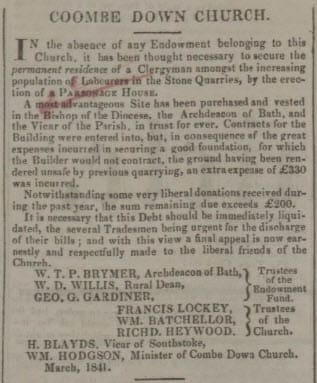 COOMBE DOWN CHURCH.
IN the absence of any Endowment belonging to this
Church, it has been thought necessary to secure the
permanent residence of a Clergyman amongst the increasing
population of Labourers in the Stone Quarries, by the erec-
tion of a PARSONAGE HOUSE.
A most advantageous Site has been purchased and vested
in the Bishop of the Diocese, the Archdeacon of Bath, and
the Vicar of the Parish, in trust for ever. Contracts for the
Building were entered into, but, in consequence of the great
expenses incurred in securing a good foundation, for which
the Builder would not contract, the ground having been ren-
dered unsafe by previous quarrying, an extra expense of £330
was incurred.
Notwithstanding some very liberal donations received dur-
ing the past year, the sum remaining due exceeds £200.
It is necessary that this Debt should be immediately liqui-
dated, the several Tradesmen being urgent for the discharge
of their bills; and with this view a final appeal is now ear-
nestly and respectfully made to the liberal friends of the
Church.
W. T. P. BRYMER, Archdeacon of Bath,
W. D. WILLIS, Rural Dean,
GEO. G. GARDINER,
Trustees
of the
Endowment
Fund.
FRANCIS LOCKEY,
WM. BATCHELLOR,
RICHD. HEYWOOD.
Trustees
of the
Church.
H. BLAYDS, Vicar of Southstoke,
WM. HODGSON, Minister of Combe Down Church.
March, 1841.